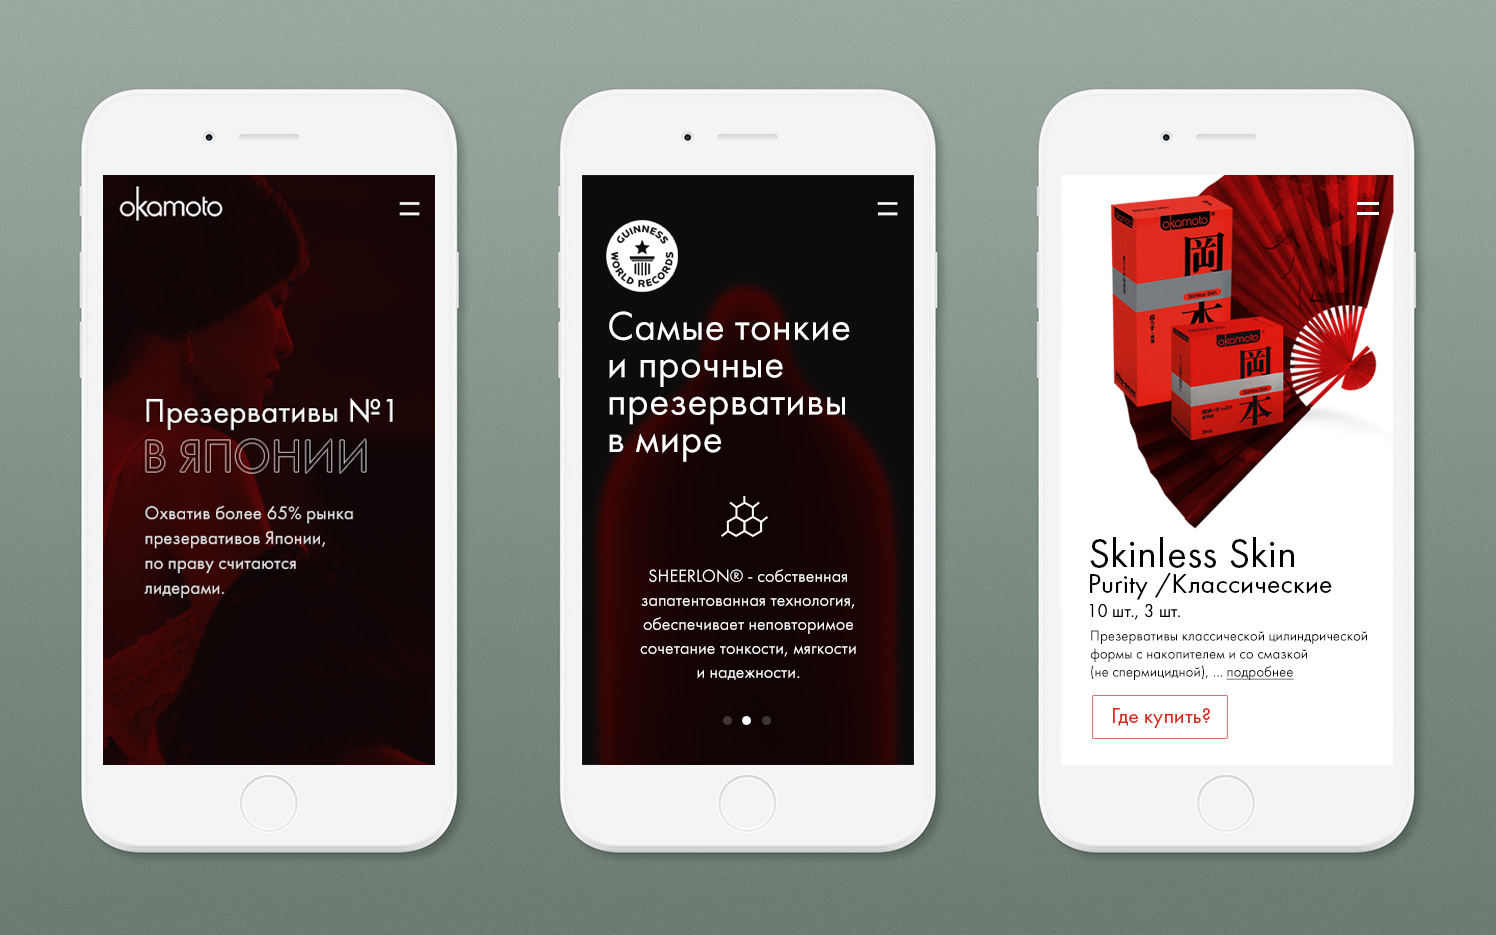 okamoto
Презервативы №1
В ЯПОНИИ
Охватив более 65% рынка
презервативов Японии,
по праву считаются
лидерами.
GUINNESS
WORLD RECORDS
Самые тонкие
и прочные
презервативы
в мире
SHEERLON® - собственная
запатентованная технология,
обеспечивает неповторимое
сочетание тонкости, мягкости
и надежности.
okamoto
岡本
Skinless Skin
okamoto
岡本
Skinless Skin
Purity /Классические
10 шт., 3 шт.
Презервативы классической цилиндрической
формы с накопителем и со смазкой
(не спермицидной), ... подробнее
Где купить?